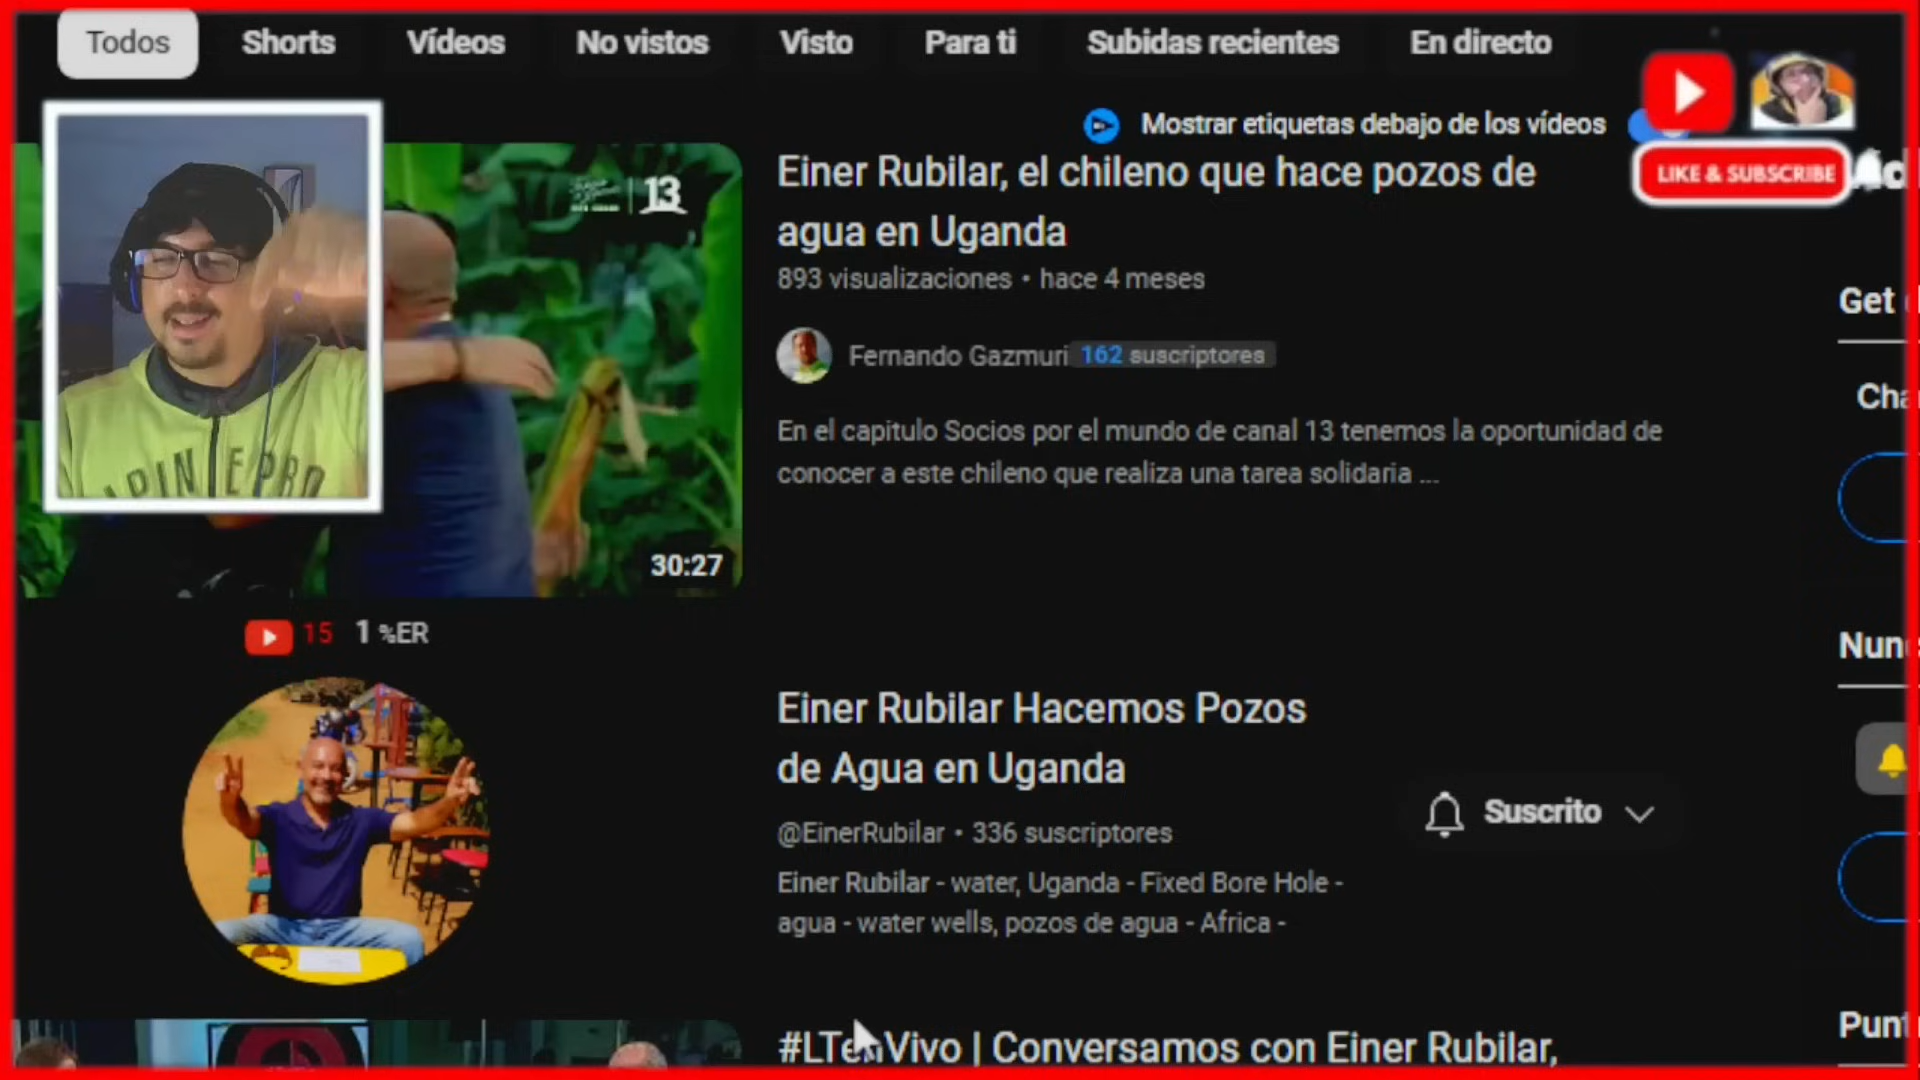 Todos
Shorts
Vídeos
No vistos
Visto
Para ti
Subidas recientes
En directo
Mostrar etiquetas debajo de los vídeos
LIKE & SUBSCRIBE
13
30:27
15 1 %ER
Einer Rubilar, el chileno que hace pozos de
agua en Uganda
893 visualizaciones • hace 4 meses
Fernando Gazmuri 162 suscriptores
En el capitulo Socios por el mundo de canal 13 tenemos la oportunidad de
conocer a este chileno que realiza una tarea solidaria ...
Einer Rubilar Hacemos Pozos
de Agua en Uganda
@EinerRubilar • 336 suscriptores
Einer Rubilar - water, Uganda - Fixed Bore Hole -
agua - water wells, pozos de agua - Africa -
Suscrito
#LTenVivo | Conversamos con Einer Rubilar,
Get
Cha
Nun
Punt